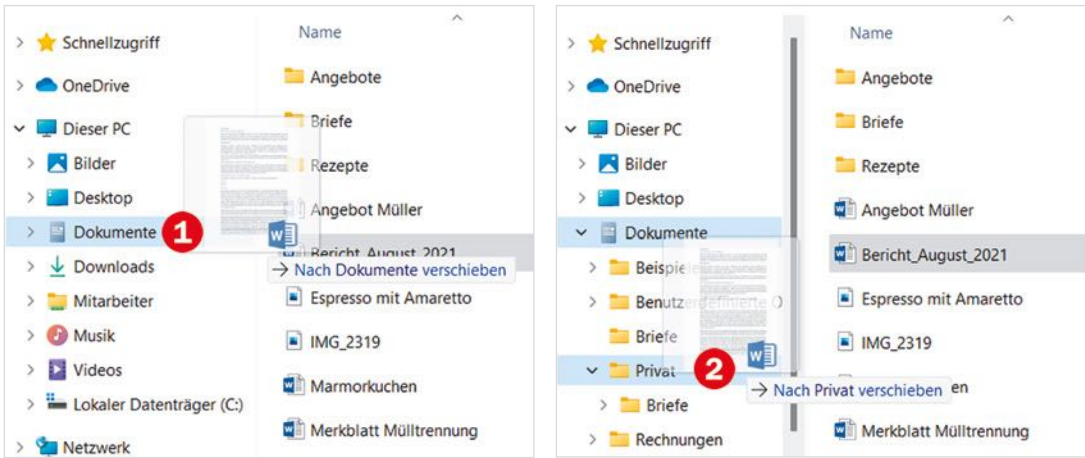 Schnellzugriff
OneDrive
Dieser PC
Bilder
Desktop
Dokumente
Downloads
Mitarbeiter
Musik
Videos
Lokaler Datenträger (C:)
Netzwerk
Name
Angebote
Briefe
Rezepte
Angebot Müller
Bericht_August_2021
Espresso mit Amaretto
IMG_2319
Marmorkuchen
Merkblatt Mülltrennung
1
→ Nach Dokumente verschieben
Schnellzugriff
OneDrive
Dieser PC
Bilder
Desktop
Dokumente
Beispiele
Benutzerdefinierte O
Briefe
Privat
Briefe
Rechnungen
Name
Angebote
Briefe
Rezepte
Angebot Müller
Bericht_August_2021
Espresso mit Amaretto
IMG_2319
en
Merkblatt Mülltrennung
2
→ Nach Privat verschieben